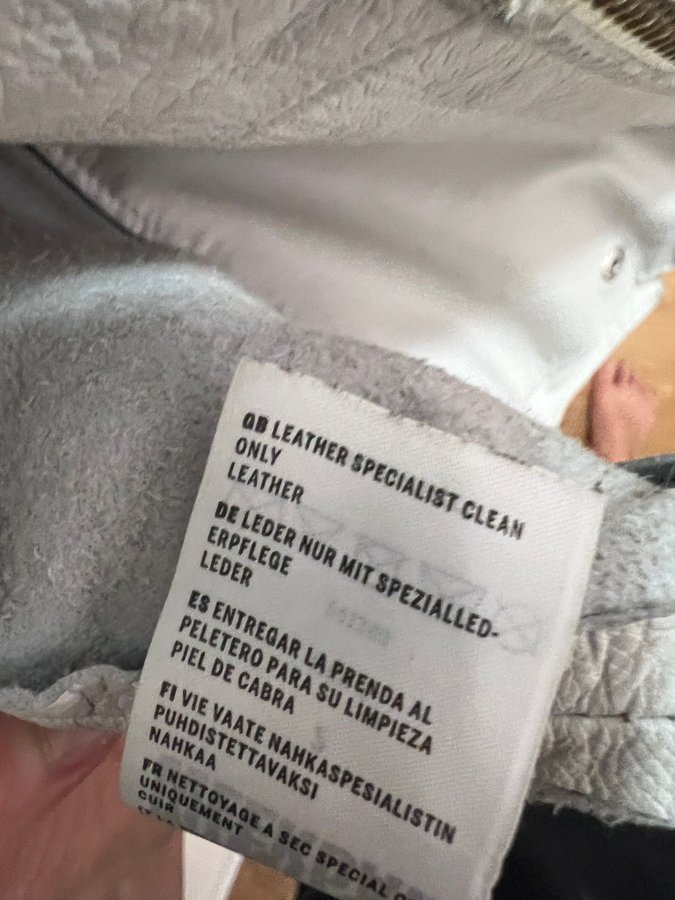 GB LEATHER SPECIALIST CLEAN
ONLY
LEATHER
DE LEDER NUR MIT SPEZIALLED-
ERPFLEGE
LEDER
ES ENTREGAR LA PRENDA AL
PELETERO PARA SU LIMPIEZA
PIEL DE CABRA
FI VIE VAATE NAHKASPESIALISTIN
PUHDISTETTAVAKSI
NAHKAA
FR NETTOYAGE A SEC SPECIAL
UNIQUEMENT
CUIR